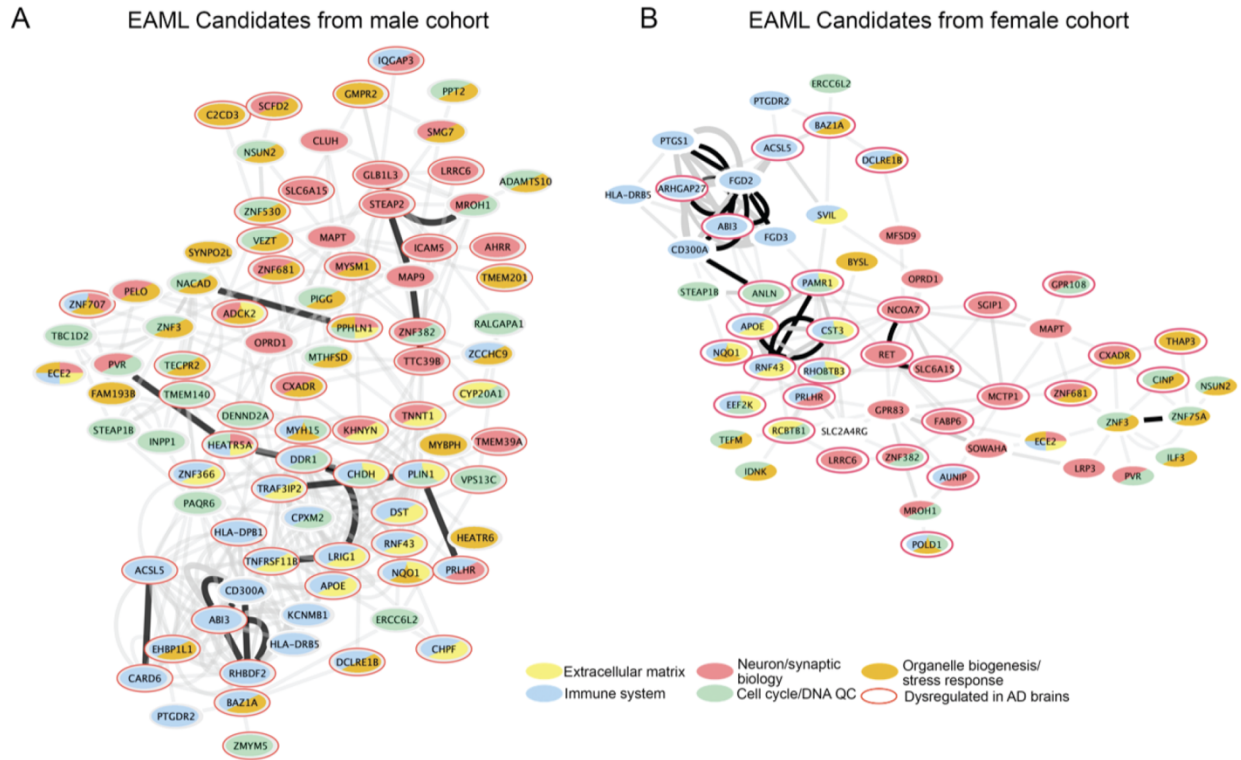 A
EAML Candidates from male cohort
IQGAP3
PPT2
GMPR2
SCFD2
C2CD3
SMG7
CLUH
NSUN2
GLB1L3
LRRC6
ADAMTS10
SLC6A15
STEAP2
MROH1
ZNF530
VEZT
MAPT
ICAM5
AHRR
SYNPO2L
ZNF681
MYSM1
MAP9
TMEM201
NACAD
PELO
PIGG
ZNF707
ADCK2
PPHLN1
ZNF382
RALGAPA1
TBC1D2
ZNF3
OPRD1
MTHFSD
TTC39B
ZCCHC9
ECE2
PVR
TECPR2
CXADR
CYP20A1
FAM193B
TMEM140
DENND2A
TNNT1
STEAP1B
INPP1
HEATR5A
MYH15
KHNYN
MYBPH
TMEM39A
DDR1
ZNF366
CHDH
PLIN1
VPS13C
TRAF3IP2
PAQR6
CPXM2
DST
HLA-DPB1
HEATR6
RNF43
TNFRSF11B
LRIG1
ACSL5
NQO1
PRLHR
CD300A
APOE
ABI3
KCNMB1
ERCC6L2
EHBP1L1
HLA-DRB5
DCLRE1B
CHPF
CARD6
RHBDF2
BAZ1A
PTGDR2
ZMYM5
B
EAML Candidates from female cohort
ERCC6L2
PTGDR2
BAZ1A
PTGS1
ACSL5
DCLRE1B
HLA-DRB5
ARHGAP27
FGD2
SVIL
ABI3
FGD3
MFSD9
CD300A
BYSL
OPRD1
STEAP1B
ANLN
PAMR1
GPR108
NCOA7
SGIP1
APOE
CST3
MAPT
NQO1
RET
THAP3
RNF43
RHOBTB3
SLC6A15
CXADR
CINP
NSUN2
EEF2K
PRLHR
MCTP1
ZNF681
GPR83
FABP6
ZNF3
ZNF75A
TEFM
RCBTB1
SLC2A4RG
SOWAHA
ECE2
IDNK
LRRC6
ZNF382
LRP3
PVR
ILF3
AUNIP
MROH1
POLD1
Extracellular matrix
Immune system
Neuron/synaptic
biology
Cell cycle/DNA QC
Organelle biogenesis/
stress response
Dysregulated in AD brains